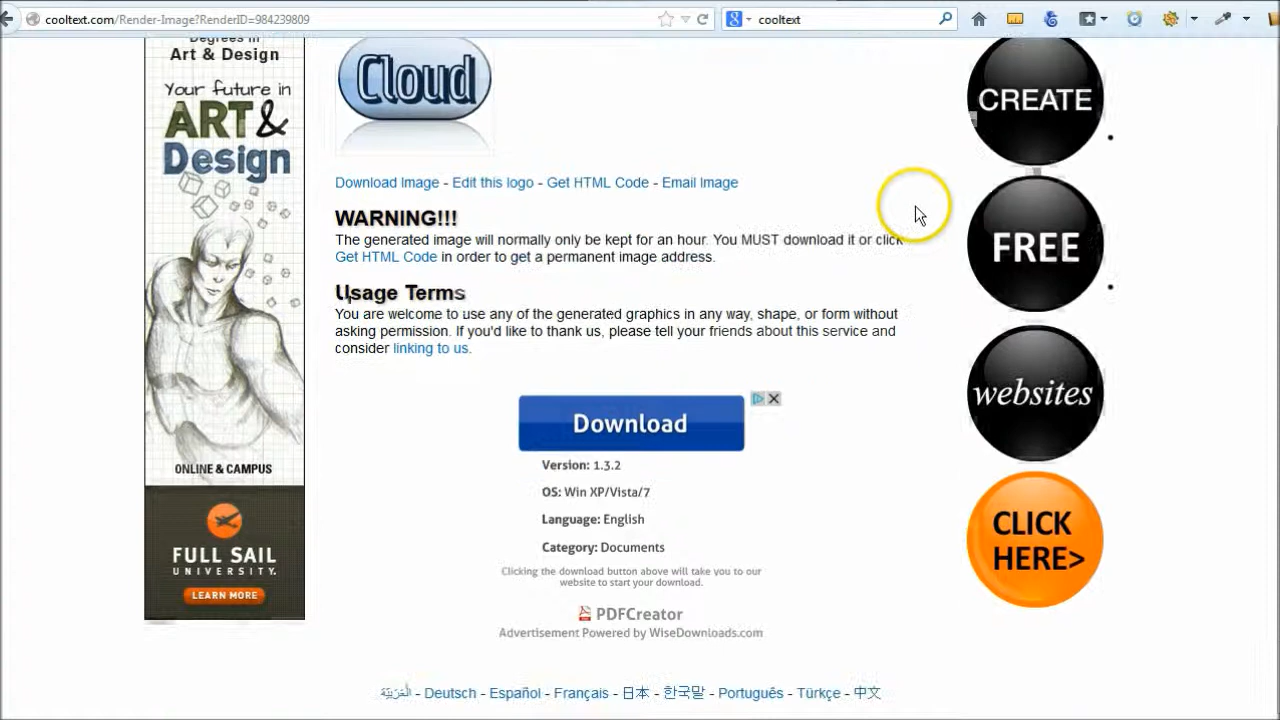 cooltext.com/Render-Image?RenderID=984239809
cooltext
Degrees in
Art & Design
Your future in
ART &
Design
ONLINE & CAMPUS
FULL SAIL
UNIVERSITY.
LEARN MORE
Cloud
Download Image - Edit this logo - Get HTML Code - Email Image
WARNING!!!
The generated image will normally only be kept for an hour. You MUST download it or click
Get HTML Code in order to get a permanent image address.
Usage Terms
You are welcome to use any of the generated graphics in any way, shape, or form without
asking permission. If you'd like to thank us, please tell your friends about this service and
consider linking to us.
Download
Version: 1.3.2
OS: Win XP/Vista/7
Language: English
Category: Documents
Clicking the download button above will take you to our
website to start your download.
PDFCreator
Advertisement Powered by WiseDownloads.com
العَرَبِيَّة - Deutsch - Español - Français - 日本 - 한국말 - Português - Türkçe - 中文
CREATE
FREE
websites
CLICK
HERE>